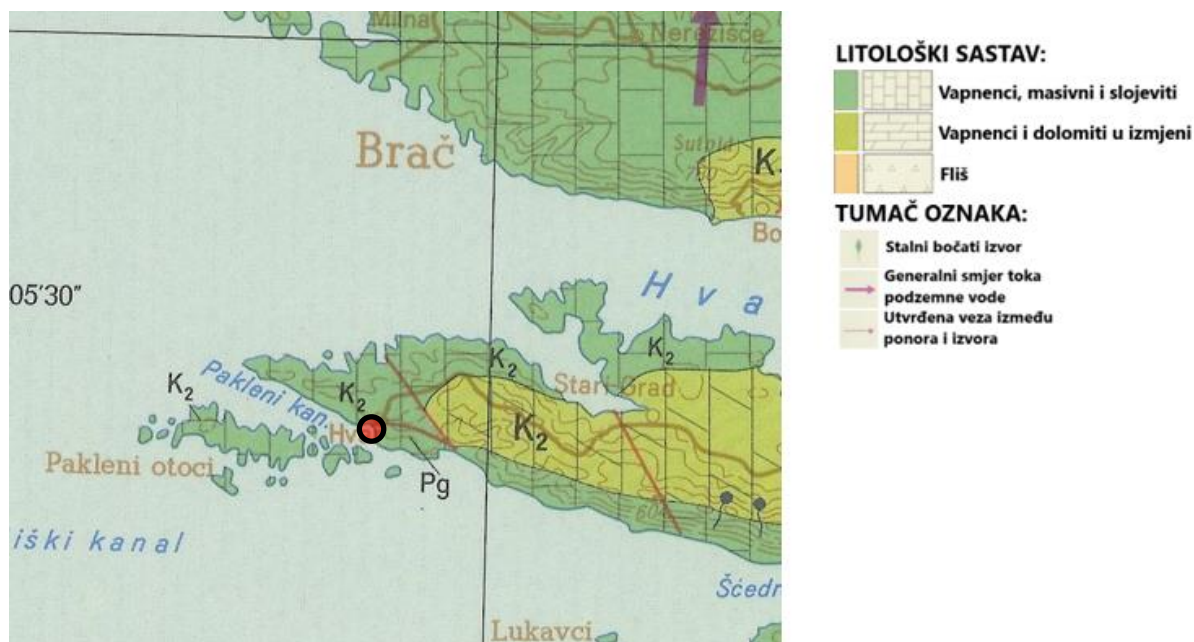 Milna
Nerežišće
Brač
K
Bo
05'30"
H v a
K₂
K₂
Pakleni kan.
K₂
K₂
Stari Grad
K₂
Pakleni otoci
Pg
iški kanal
Šćedr
Lukavci
LITOLOŠKI SASTAV:
Vapnenci, masivni i slojeviti
Vapnenci i dolomiti u izmjeni
Fliš
TUMAČ OZNAKA:
Stalni bočati izvor
Generalni smjer toka
podzemne vode
Utvrđena veza između
ponora i izvora